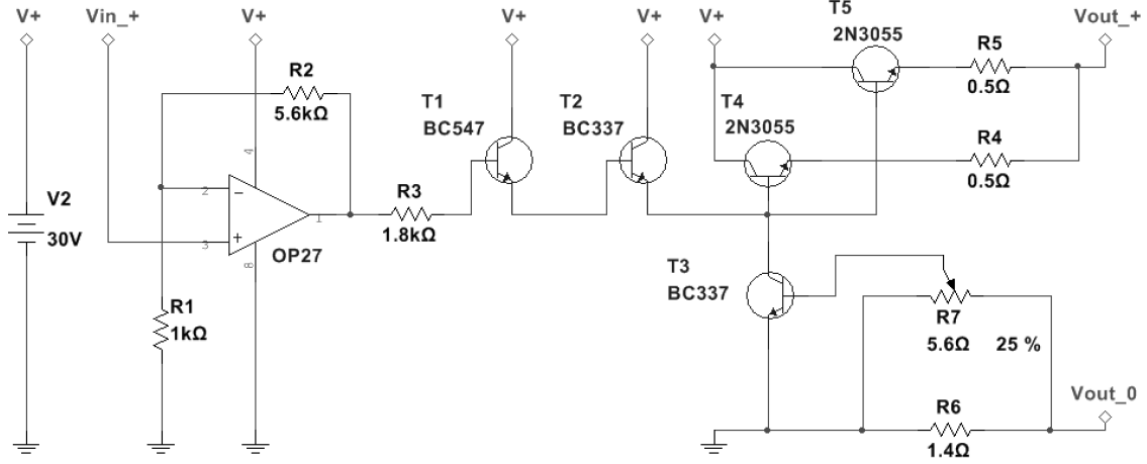 V+
Vin_+
V+
V+
V+
V+
T5
2N3055
Vout_+
R5
0.5Ω
R2
5.6kΩ
T1
BC547
T2
BC337
T4
2N3055
R4
0.5Ω
4
2
3
1
8
OP27
V2
30V
R3
1.8kΩ
T3
BC337
R1
1kΩ
R7
5.6Ω
25 %
Vout_0
R6
1.4Ω